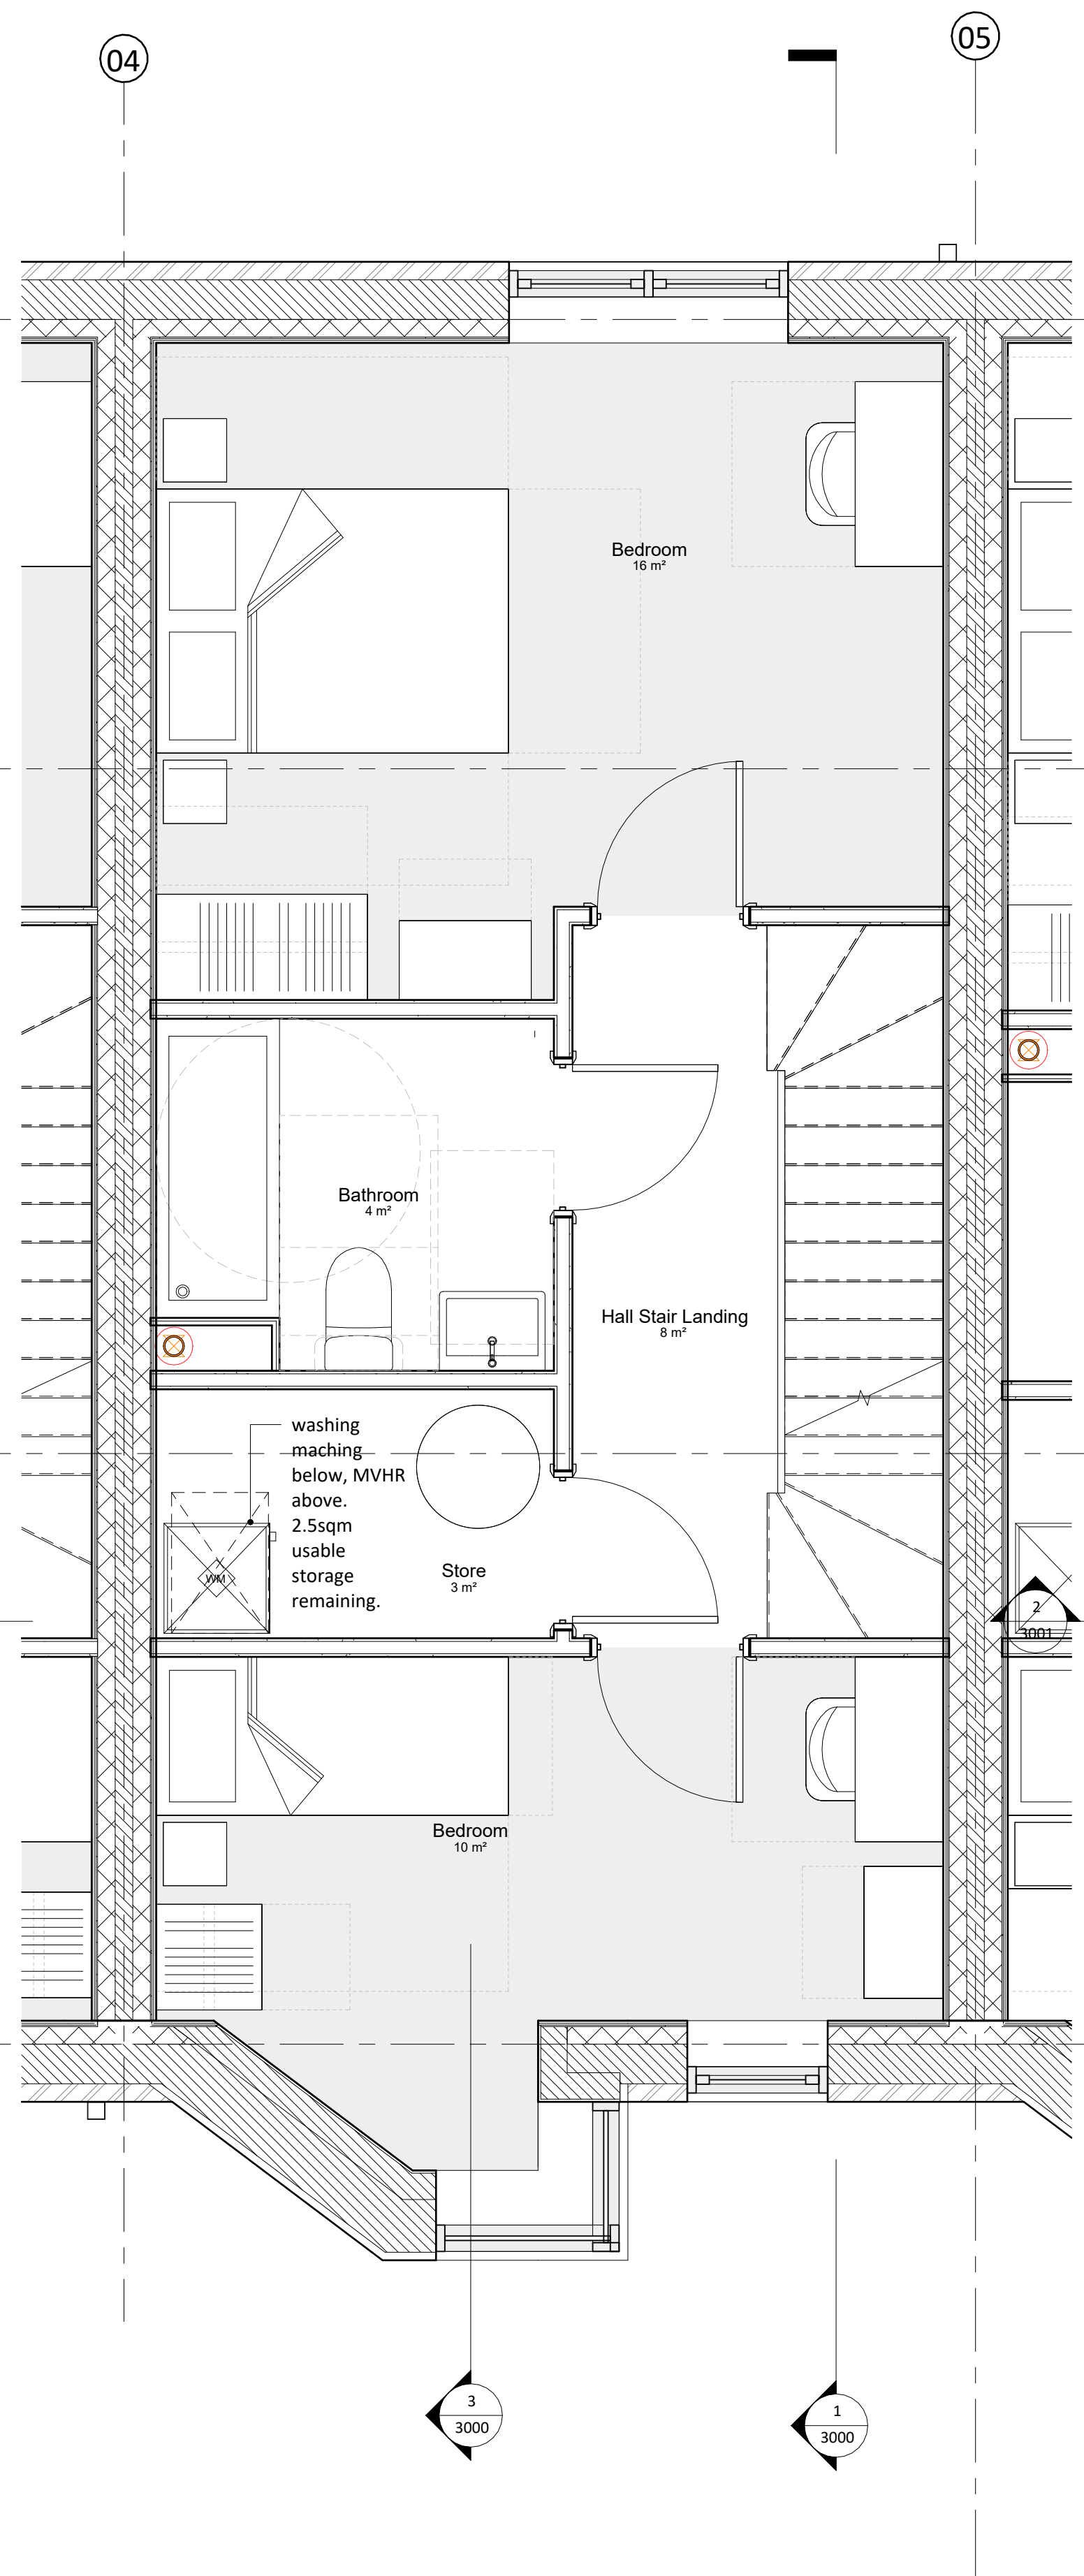 04
05
Bedroom
16 m²
Bathroom
4 m²
Hall Stair Landing
8 m²
washing
maching
below, MVHR
above.
2.5sqm
usable
storage
remaining.
WM
Store
3 m²
2
3001
Bedroom
10 m²
3
3000
1
3000